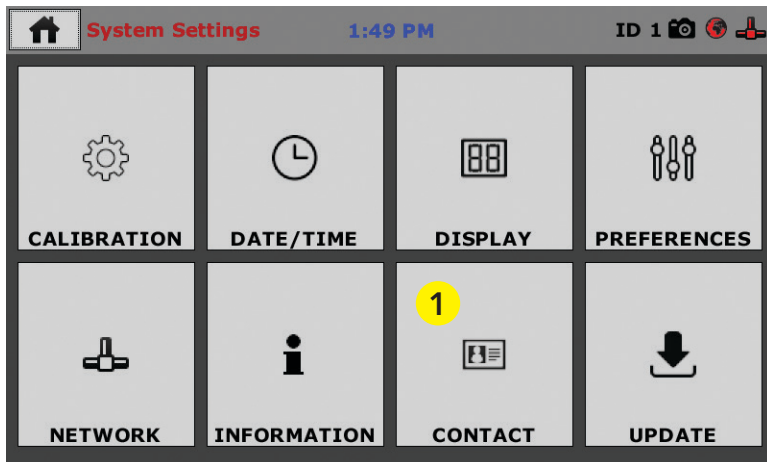 System Settings 1:49 PM ID 1
CALIBRATION DATE/TIME 88 DISPLAY PREFERENCES
1
NETWORK INFORMATION CONTACT UPDATE